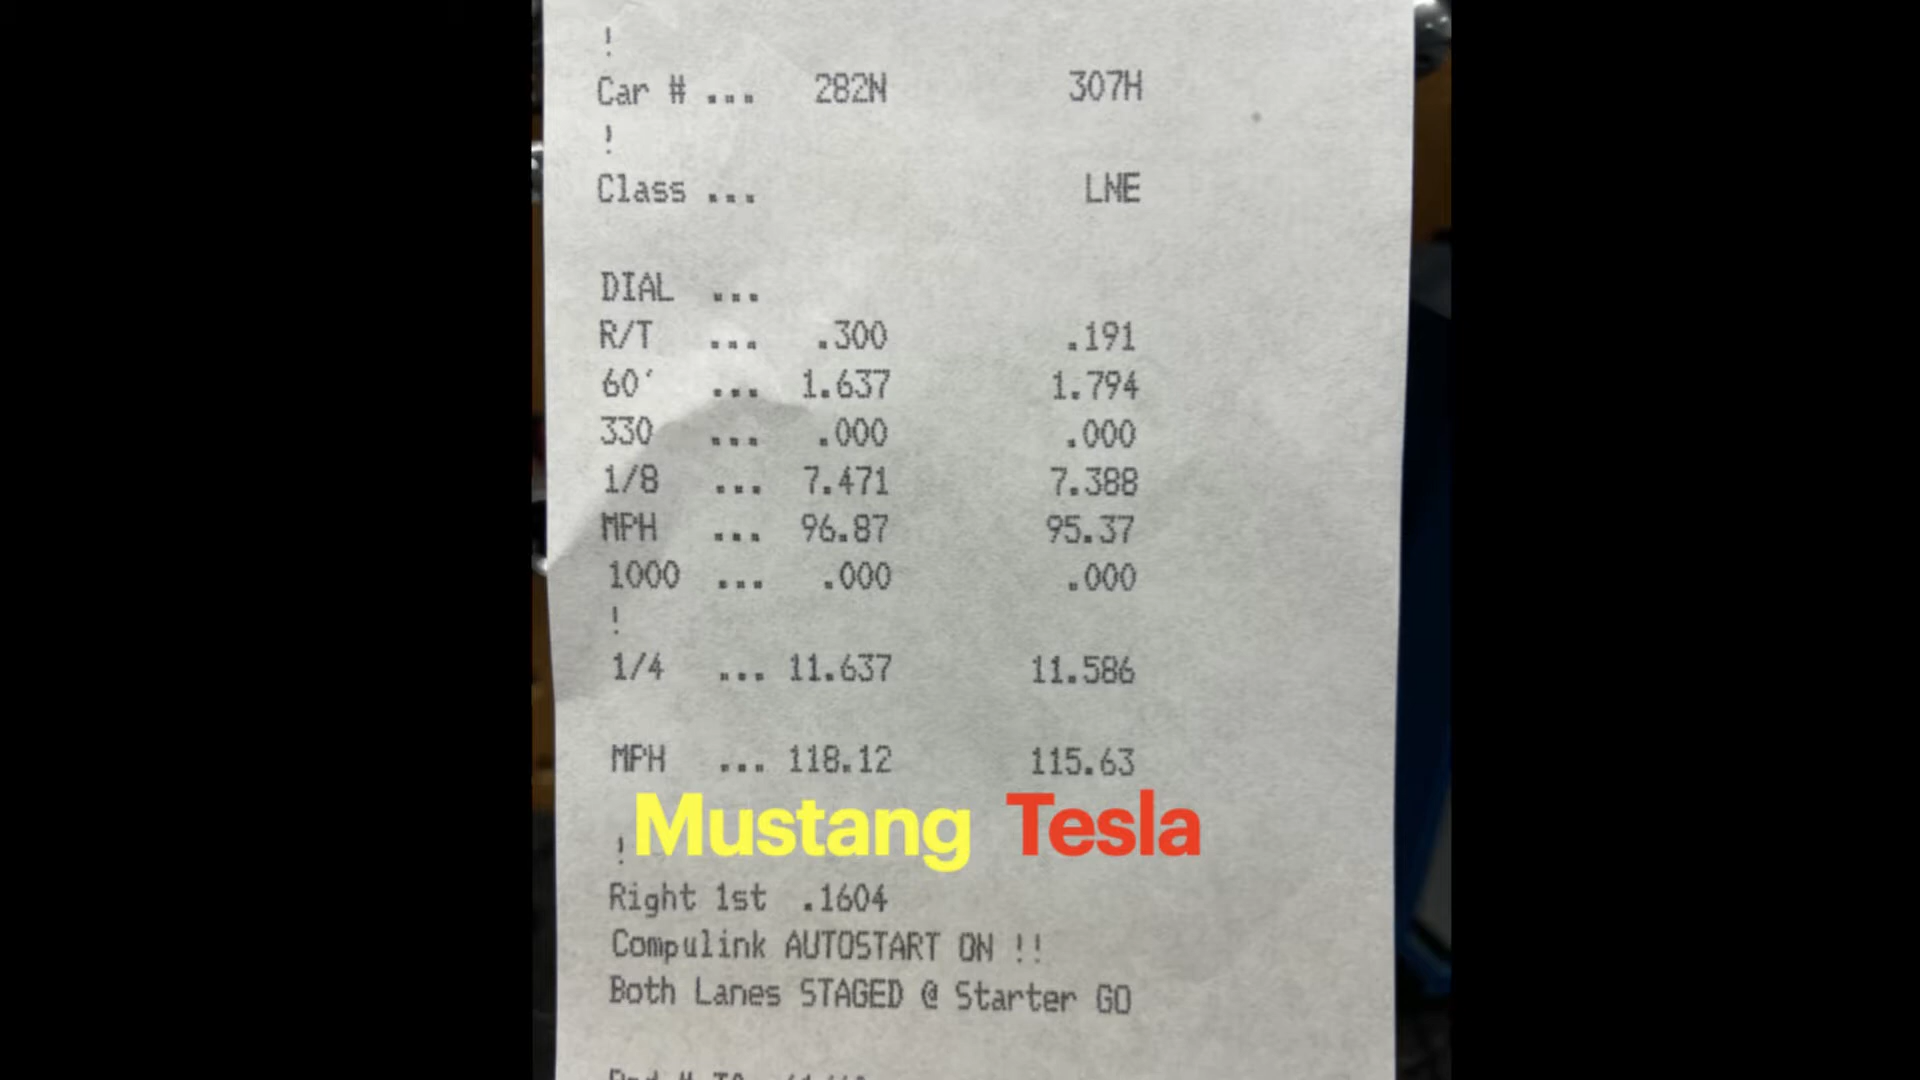 !
Car # ... 282N 307H
!
Class ... LNE
DIAL ...
R/T ... .300 .191
60' ... 1.637 1.794
330 ... .000 .000
1/8 ... 7.471 7.388
MPH ... 96.87 95.37
1000 ... .000 .000
!
1/4 ... 11.637 11.586
MPH ... 118.12 115.63
Mustang Tesla
!
Right 1st .1604
Compulink AUTOSTART ON !!
Both Lanes STAGED @ Starter GO